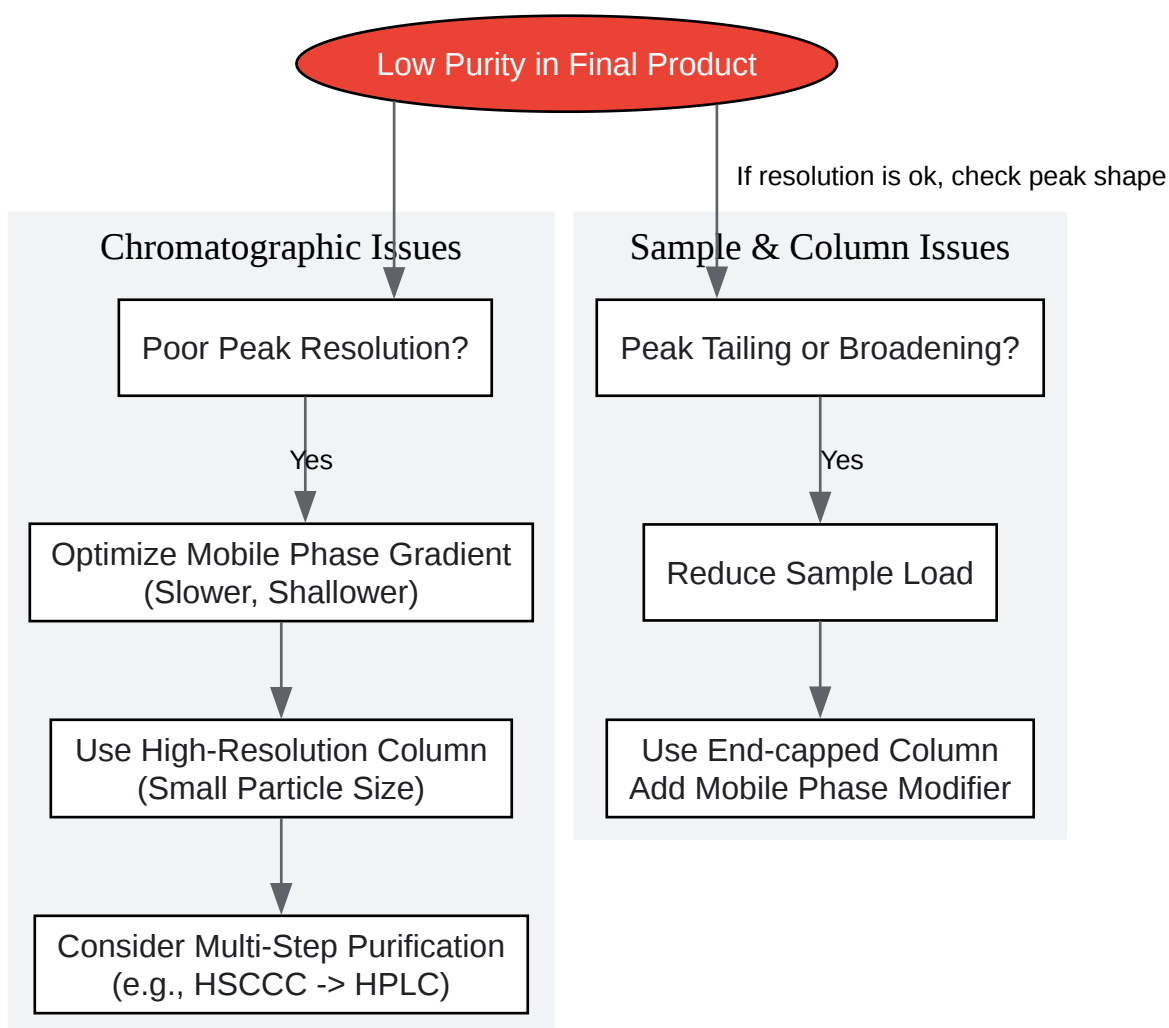 Low Purity in Final Product
If resolution is ok, check peak shape
Chromatographic Issues
Poor Peak Resolution?
Yes
Optimize Mobile Phase Gradient
(Slower, Shallower)
Use High-Resolution Column
(Small Particle Size)
Consider Multi-Step Purification
(e.g., HSCCC -> HPLC)
Sample & Column Issues
Peak Tailing or Broadening?
Yes
Reduce Sample Load
Use End-capped Column
Add Mobile Phase Modifier